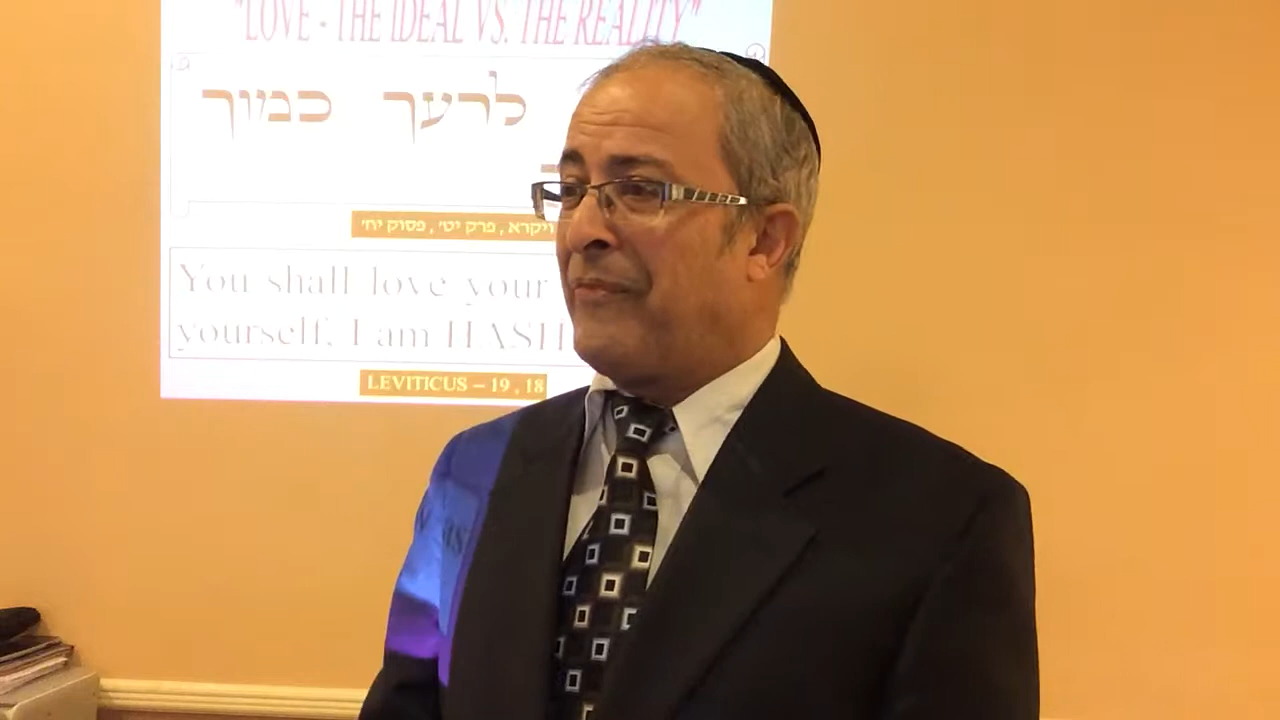 "LOVE - THE IDEAL VS. THE REALITY"
לרעך כמוך
ויקרא, פרק יט', פסוק יח'
You shall love your
yourself, I am HASH
LEVITICUS – 19 , 18